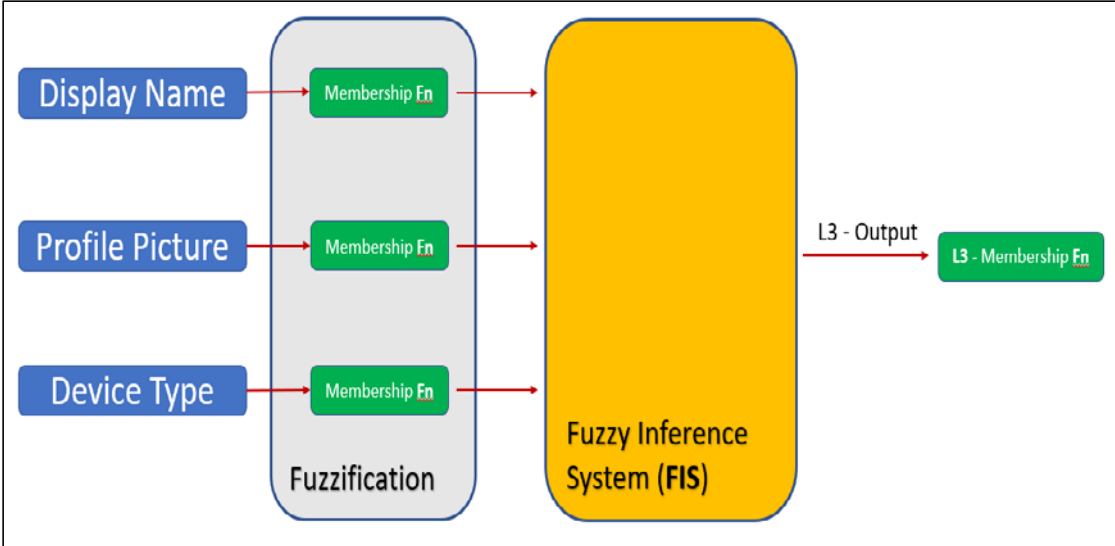 Display Name
Membership Fn
Profile Picture
Membership Fn
L3 - Output
L3 - Membership Fn
Device Type
Membership Fn
Fuzzification
Fuzzy Inference
System (FIS)